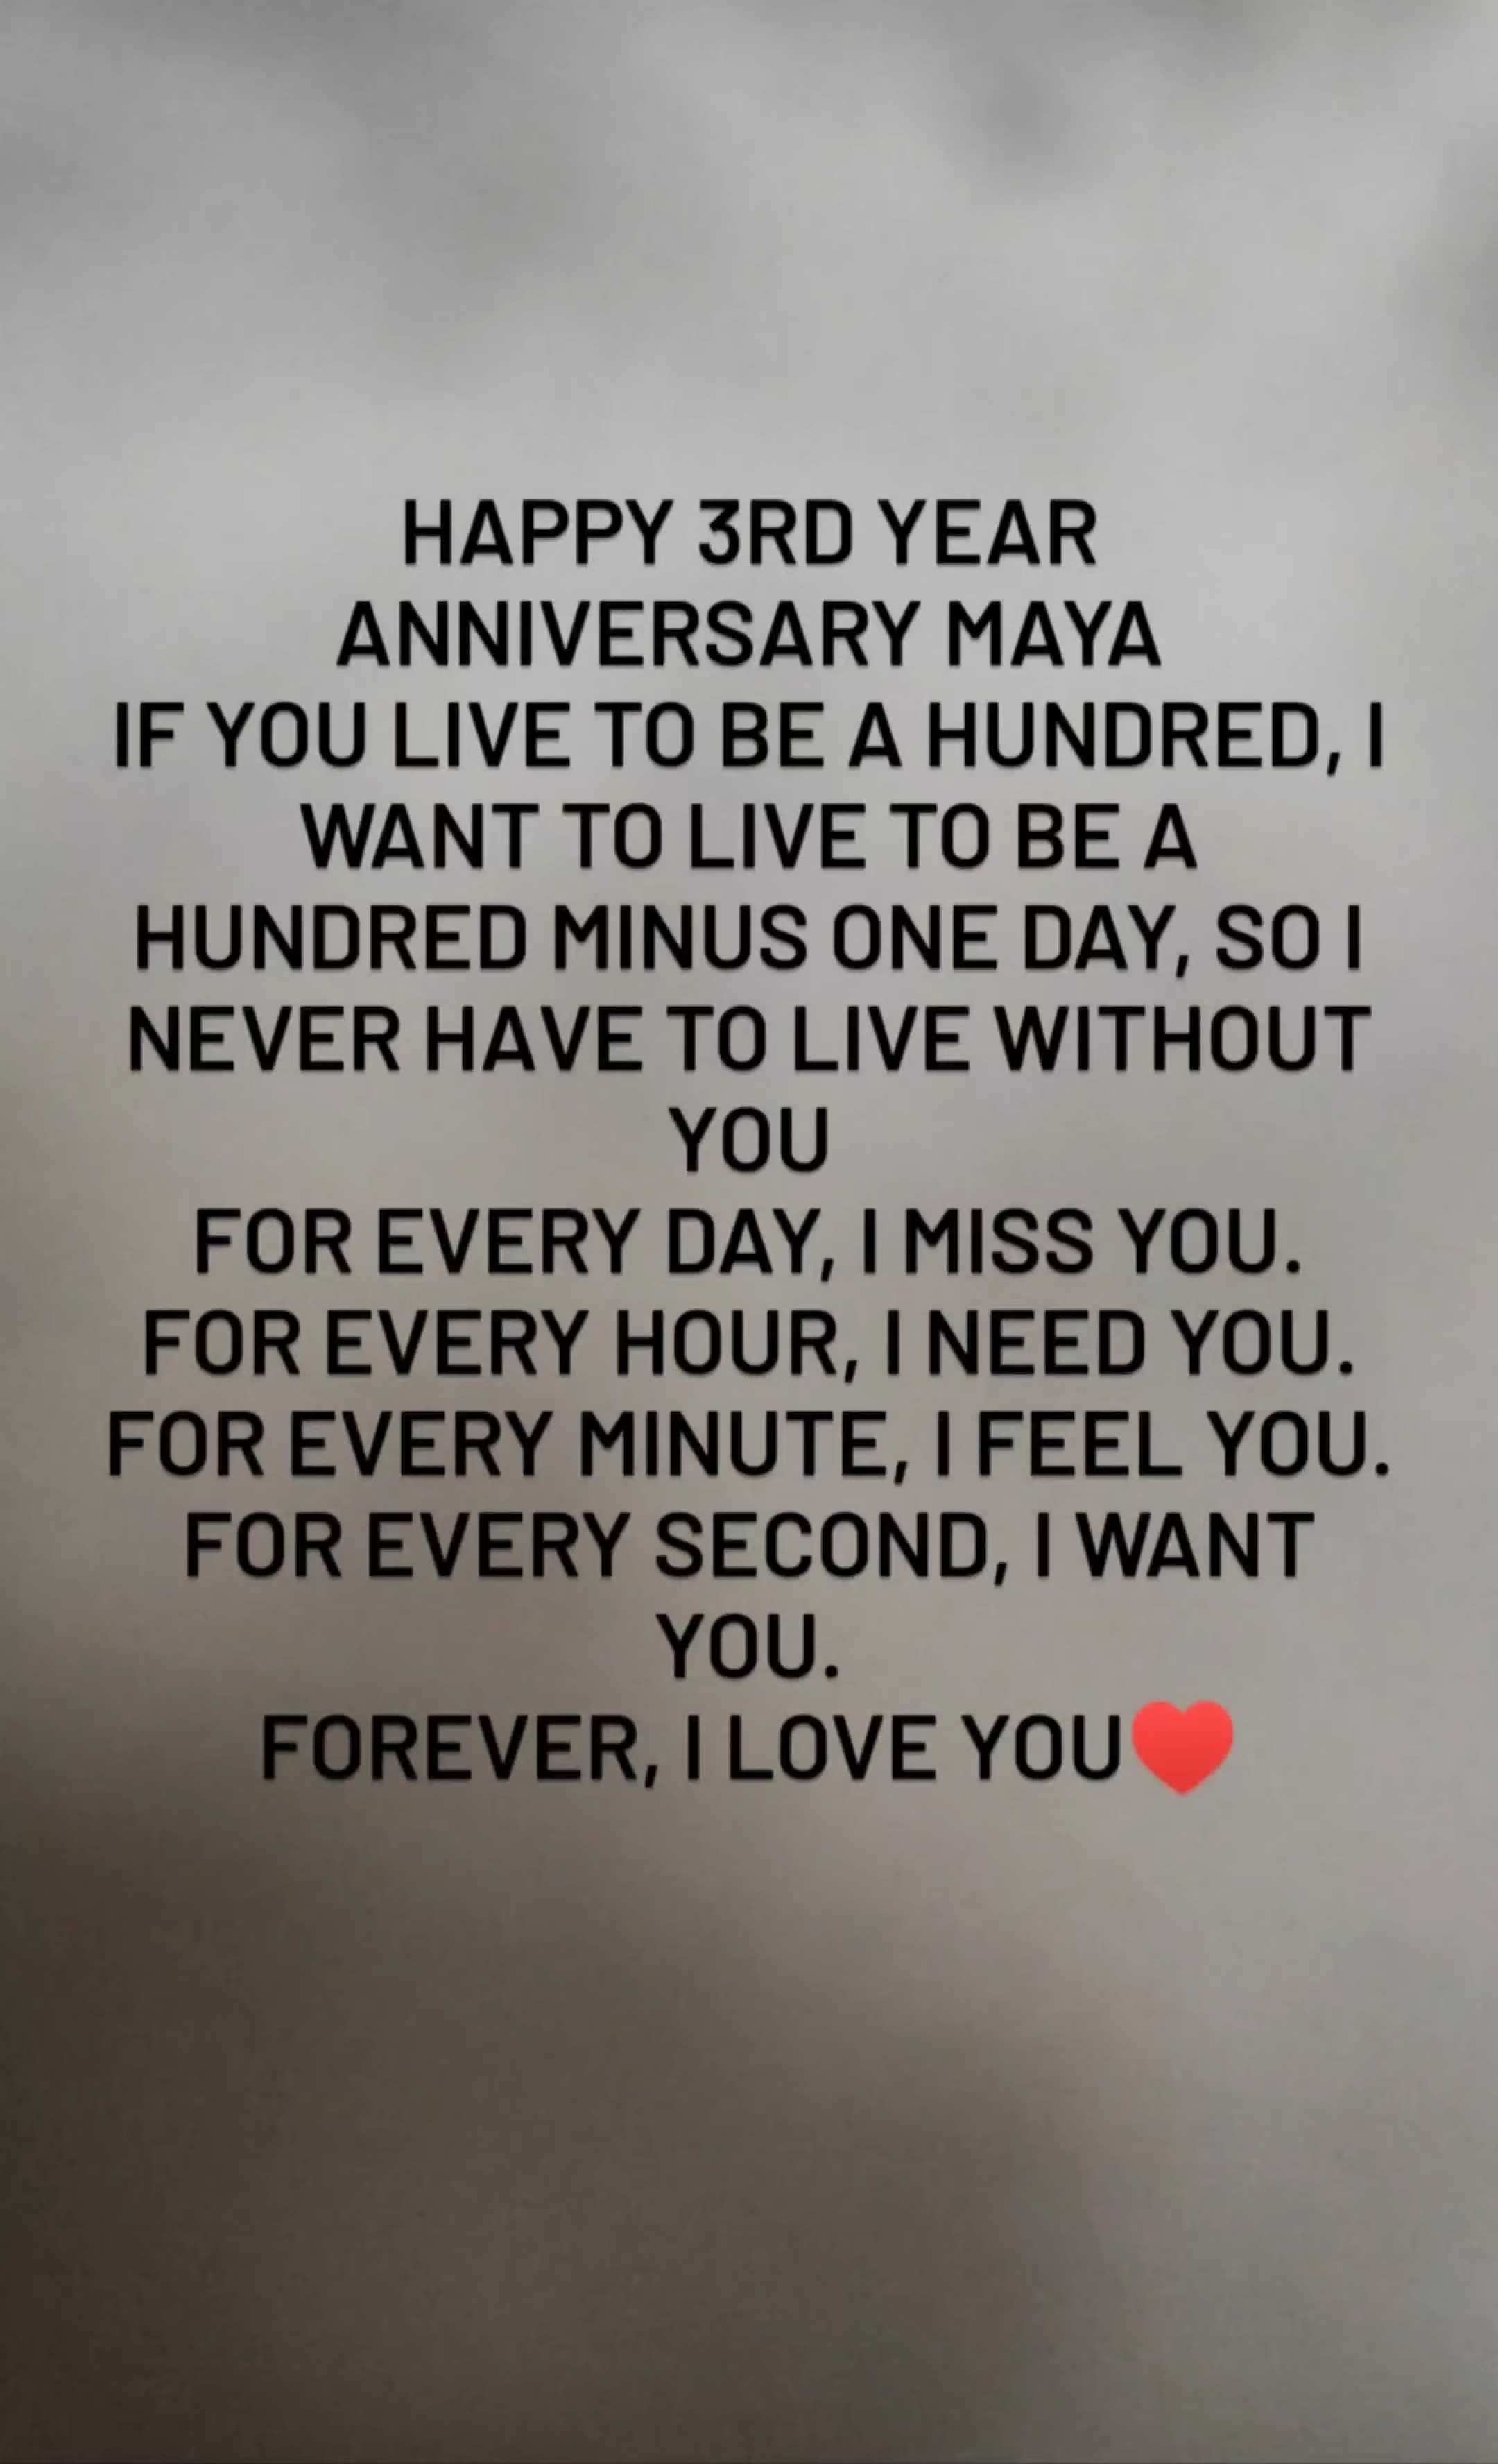 HAPPY 3RD YEAR
ANNIVERSARY MAYA
IF YOU LIVE TO BE A HUNDRED, I
WANT TO LIVE TO BE A
HUNDRED MINUS ONE DAY, SO I
NEVER HAVE TO LIVE WITHOUT
YOU
FOR EVERY DAY, I MISS YOU.
FOR EVERY HOUR, I NEED YOU.
FOR EVERY MINUTE, I FEEL YOU.
FOR EVERY SECOND, I WANT
YOU.
FOREVER, I LOVE YOU❤️